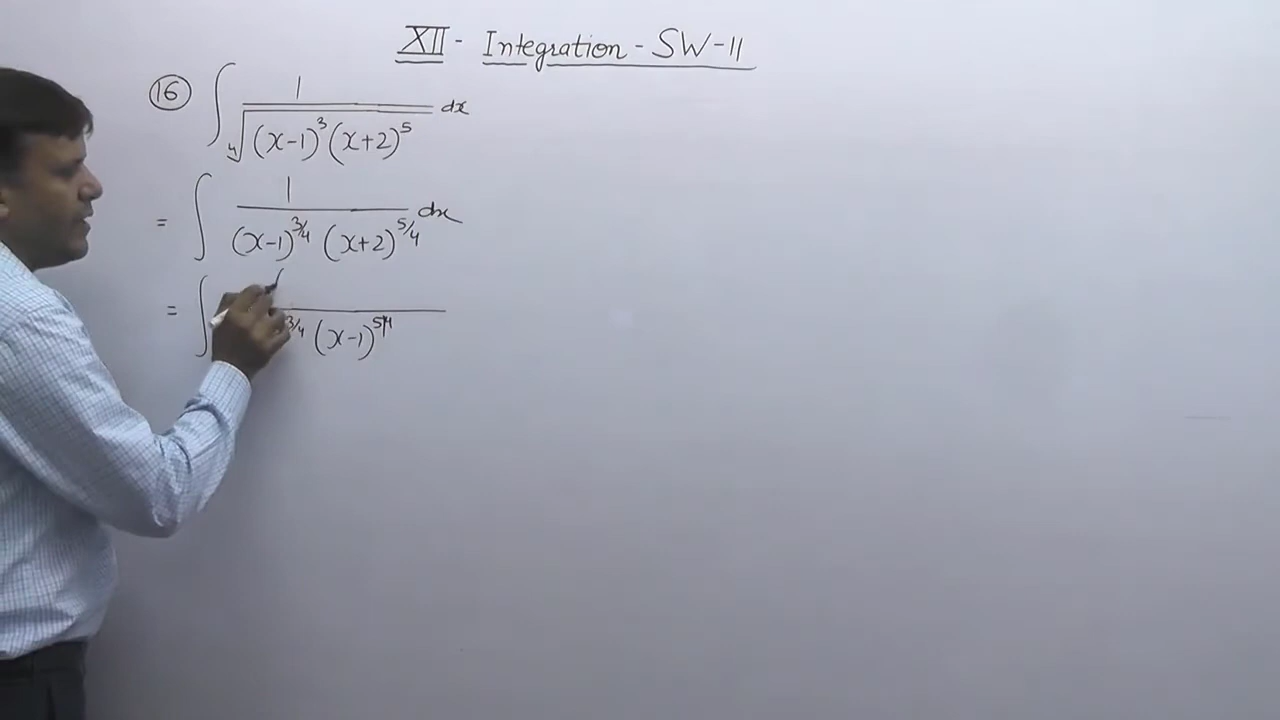 XII - Integration - SW-11
16 ∫ 1 / ∜((x-1)³(x+2)⁵) dx
= ∫ 1 / ((x-1)^3/4 (x+2)^5/4) dx
= ∫ / ^3/4 (x-1)^5/4